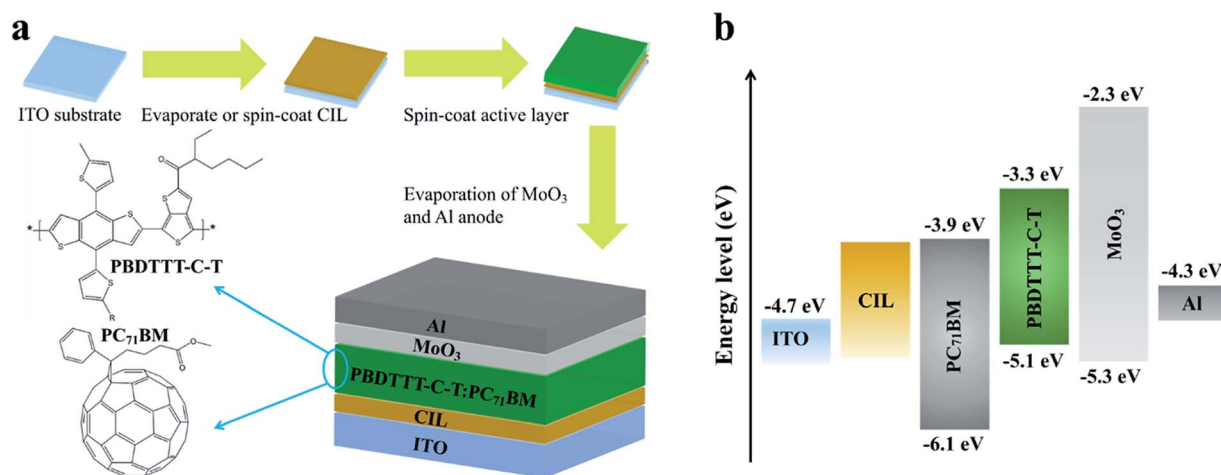 a
ITO substrate
Evaporate or spin-coat CIL
Spin-coat active layer
Evaporation of MoO₃
and Al anode
O
S
S
S
S
S
S
S
*
*
R
PBDTTT-C-T
PC₇₁BM
O
O
Al
MoO₃
PBDTTT-C-T:PC₇₁BM
CIL
ITO
b
Energy level (eV)
-4.7 eV
ITO
CIL
-3.9 eV
PC₇₁BM
-6.1 eV
-3.3 eV
PBDTTT-C-T
-5.1 eV
-2.3 eV
MoO₃
-5.3 eV
-4.3 eV
Al